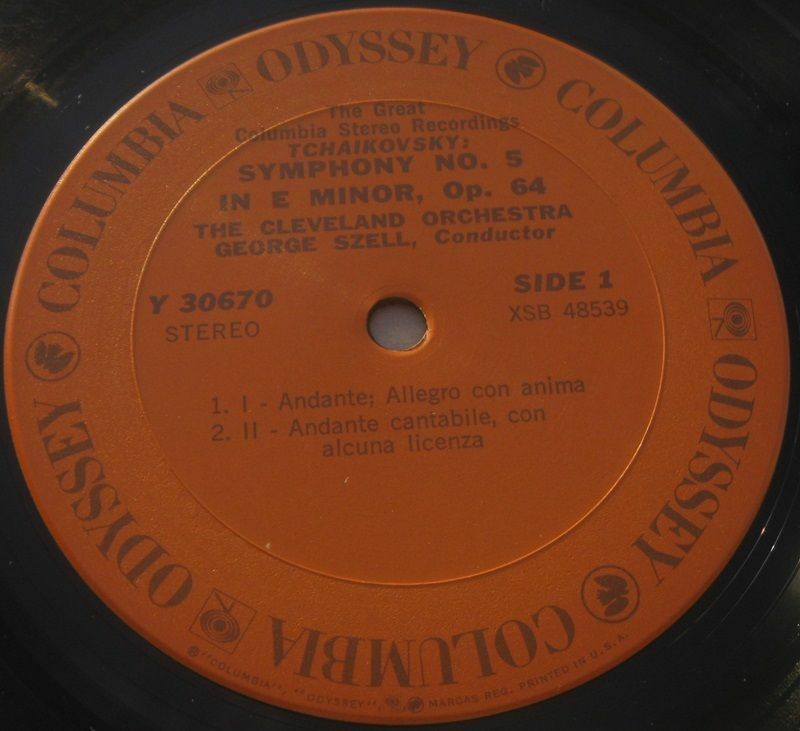 The Great
Columbia Stereo Recordings
TCHAIKOVSKY:
SYMPHONY NO. 5
IN E MINOR, Op. 64
THE CLEVELAND ORCHESTRA
GEORGE SZELL, Conductor
Y 30670
STEREO
SIDE 1
XSB 48539
1. I - Andante; Allegro con anima
2. II - Andante cantabile, con
alcuna licenza
ODYSSEY
COLUMBIA
ODYSSEY
COLUMBIA
ODYSSEY
COLUMBIA
® "COLUMBIA", "ODYSSEY", MARCAS REG. PRINTED IN U.S.A.